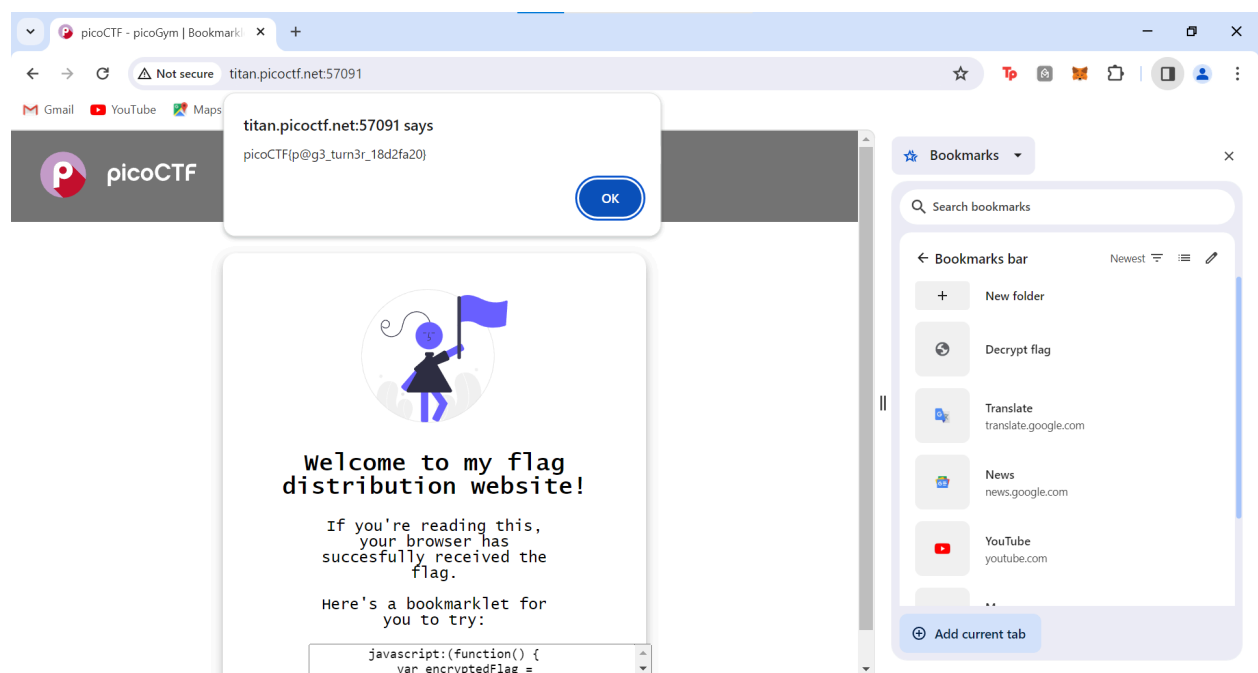 picoCTF - picoGym | Bookmarkl
Not secure
titan.picoctf.net:57091
Tp
Gmail
YouTube
Maps
titan.picoctf.net:57091 says
picoCTF{p@g3_turn3r_18d2fa20}
OK
picoCTF
Welcome to my flag
distribution website!
If you're reading this,
your browser has
succesfully received the
flag.
Here's a bookmarklet for
you to try:
javascript:(function() {
var encryptedFlag =
Bookmarks
Search bookmarks
Bookmarks bar
Newest
New folder
Decrypt flag
Translate
translate.google.com
News
news.google.com
YouTube
youtube.com
Add current tab